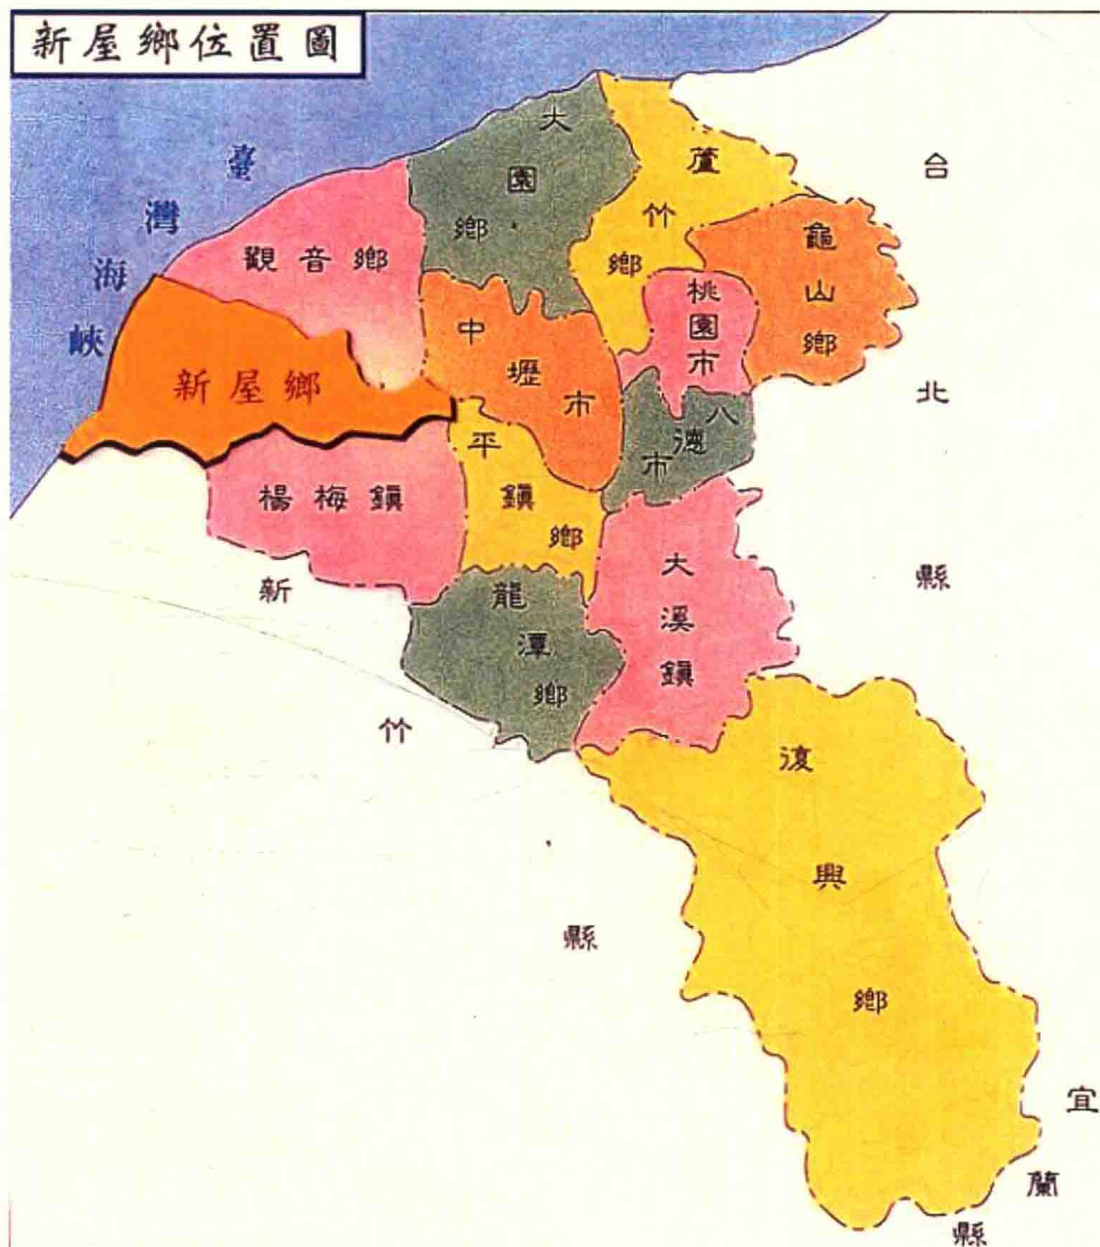 新屋鄉位置圖
臺灣海峽
大園鄉
蘆竹鄉
龜山鄉
觀音鄉
桃園市
中壢市
新屋鄉
八德市
平鎮鄉
楊梅鎮
大溪鎮
龍潭鄉
復興鄉
台北縣
新竹縣
宜蘭縣